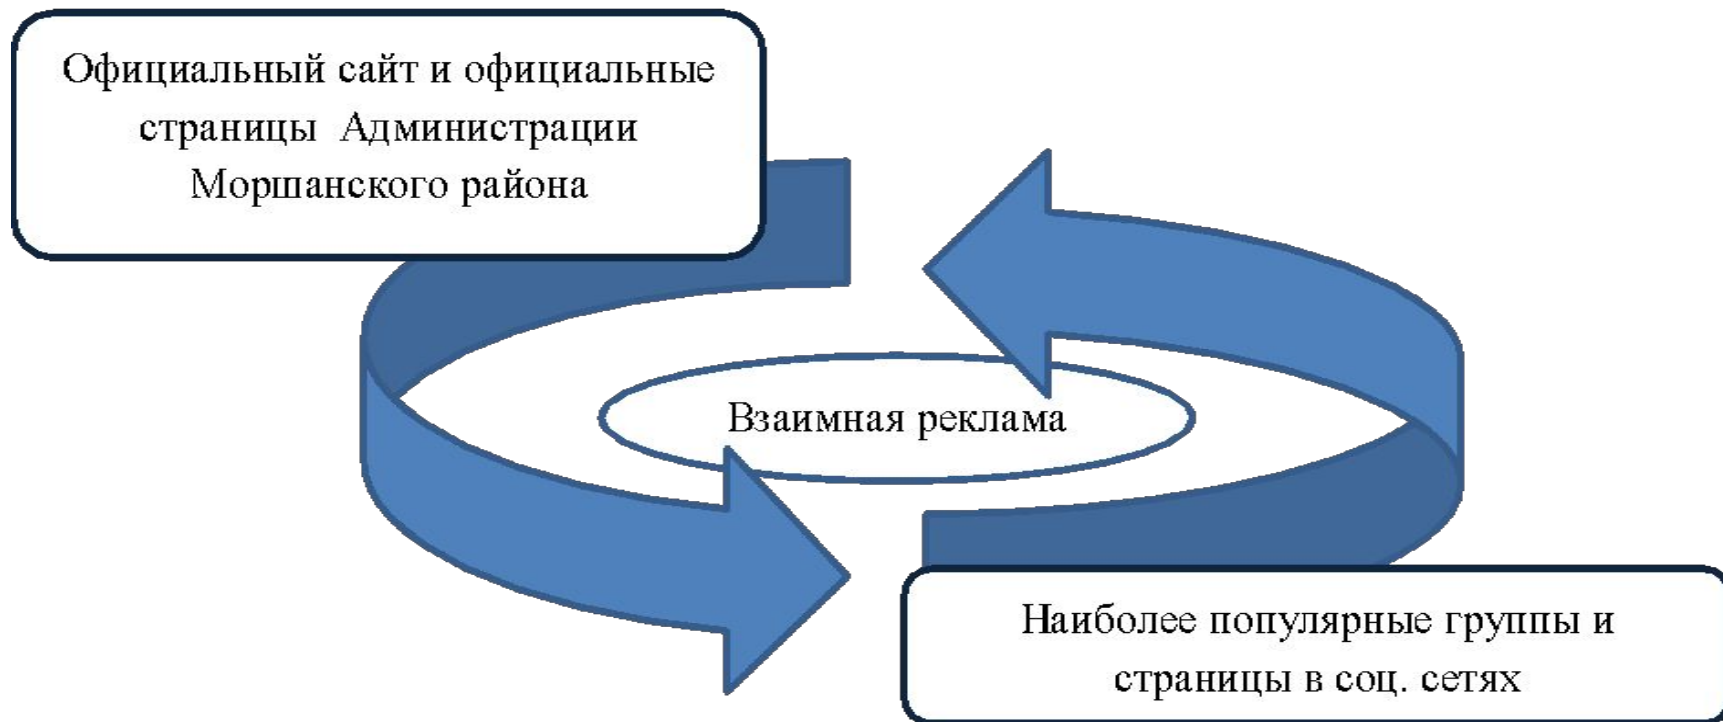 Официальный сайт и официальные
страницы Администрации
Моршанского района
Взаимная реклама
Наиболее популярные группы и
страницы в соц. сетях